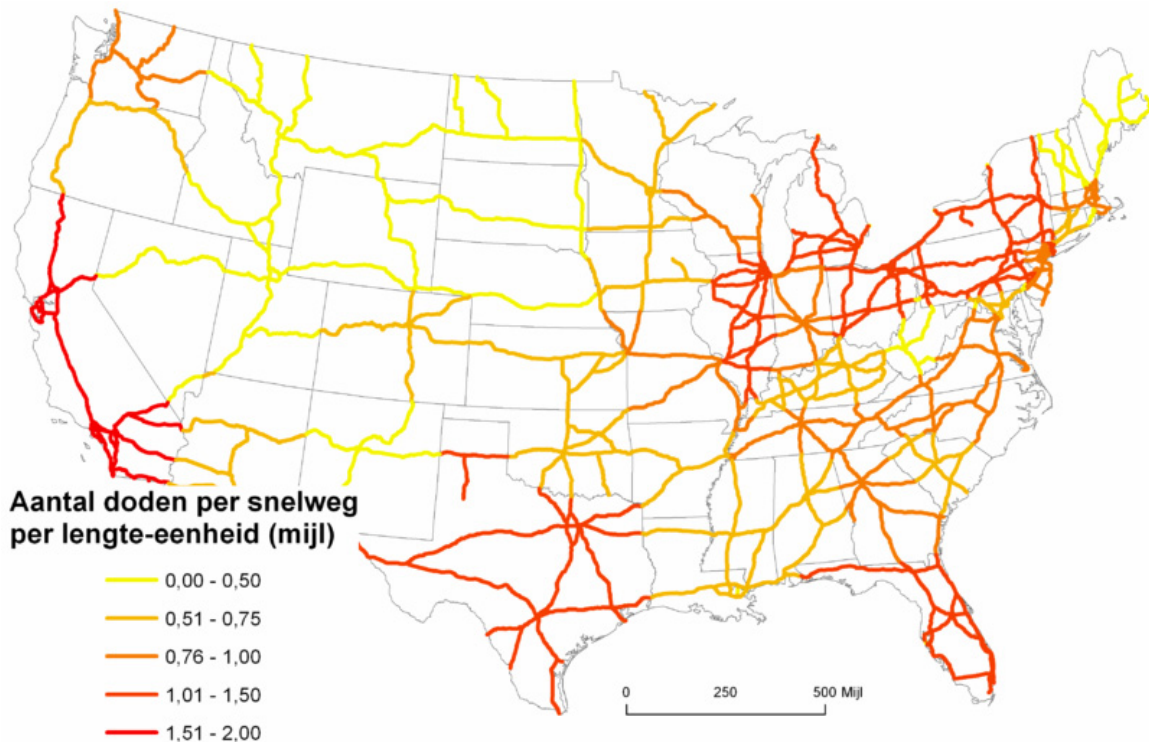 Aantal doden per snelweg
per lengte-eenheid (mijl)
0,00 - 0,50
0,51 - 0,75
0,76 - 1,00
1,01 - 1,50
1,51 - 2,00
0 250 500 Mijl